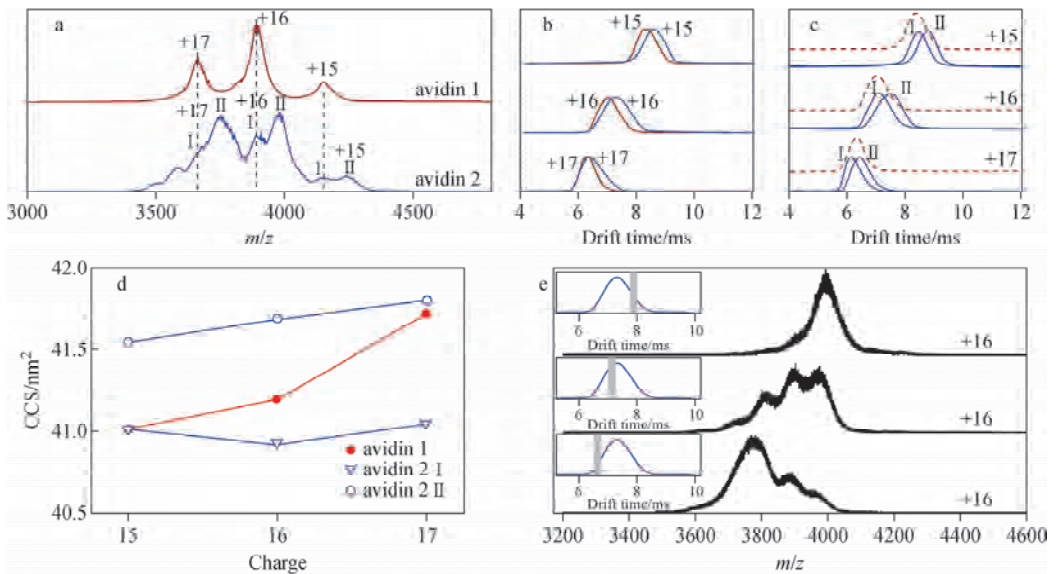 a
+17
+16
+15
avidin 1
+17
II
+16
II
I
I
I
+15
II
avidin 2
3000
3500
4000
4500
m/z
b
+15
+15
+16
+16
+17
+17
4
6
8
10
12
Drift time/ms
c
I
II
+15
I
II
+16
I
II
+17
4
6
8
10
12
Drift time/ms
d
42.0
41.5
41.0
40.5
CCS/nm²
avidin 1
avidin 2 I
avidin 2 II
15
16
17
Charge
e
6
8
10
Drift time/ms
+16
6
8
10
Drift time/ms
+16
6
8
10
Drift time/ms
+16
3200
3400
3600
3800
4000
4200
4400
4600
m/z